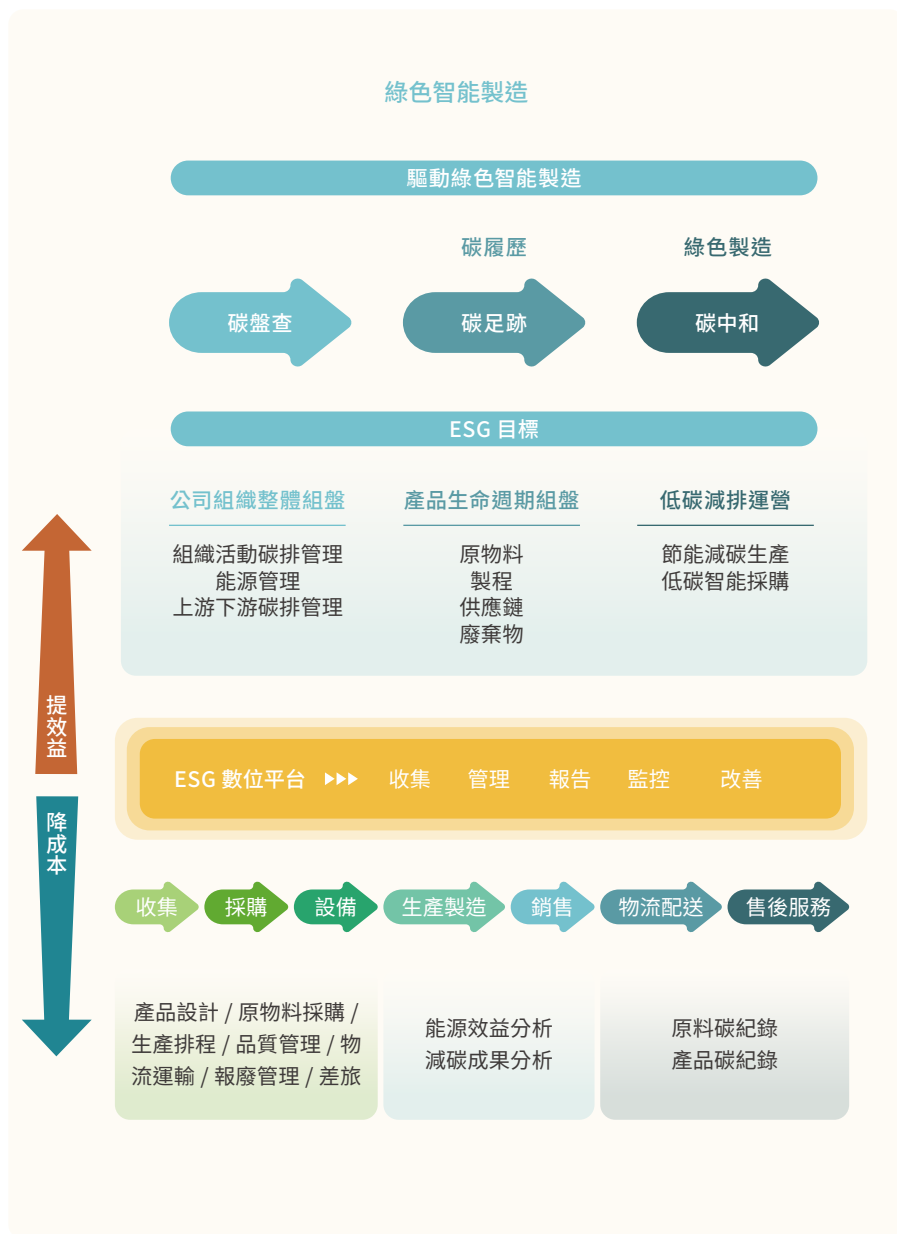 綠色智能製造
驅動綠色智能製造
碳履歷
綠色製造
碳盤查
碳足跡
碳中和
ESG 目標
公司組織整體組盤
組織活動碳排管理
能源管理
上游下游碳排管理
產品生命週期組盤
原物料
製程
供應鏈
廢棄物
低碳減排運營
節能減碳生產
低碳智能採購
提效益
降成本
ESG 數位平台
收集
管理
報告
監控
改善
收集
採購
設備
生產製造
銷售
物流配送
售後服務
產品設計 / 原物料採購 /
生產排程 / 品質管理 / 物
流運輸 / 報廢管理 / 差旅
能源效益分析
減碳成果分析
原料碳紀錄
產品碳紀錄